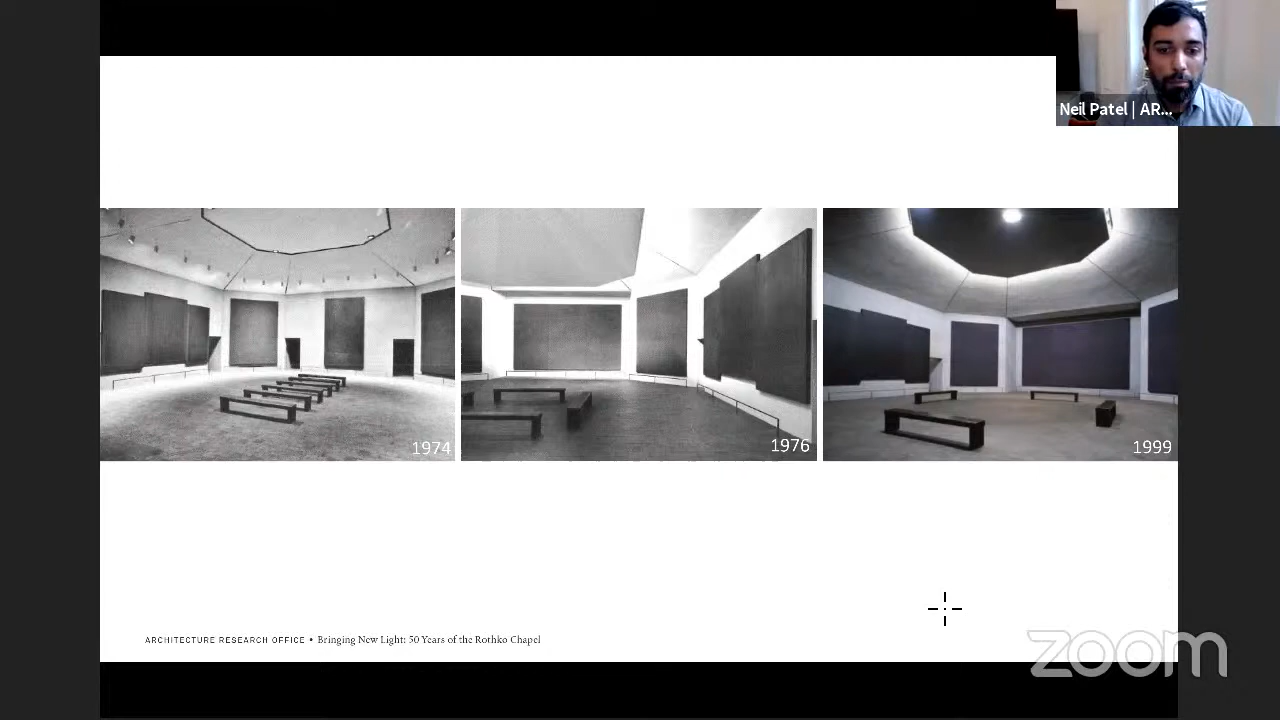 Neil Patel | AR...
1974
1976
1999
ARCHITECTURE RESEARCH OFFICE • Bringing New Light: 50 Years of the Rothko Chapel
zoom